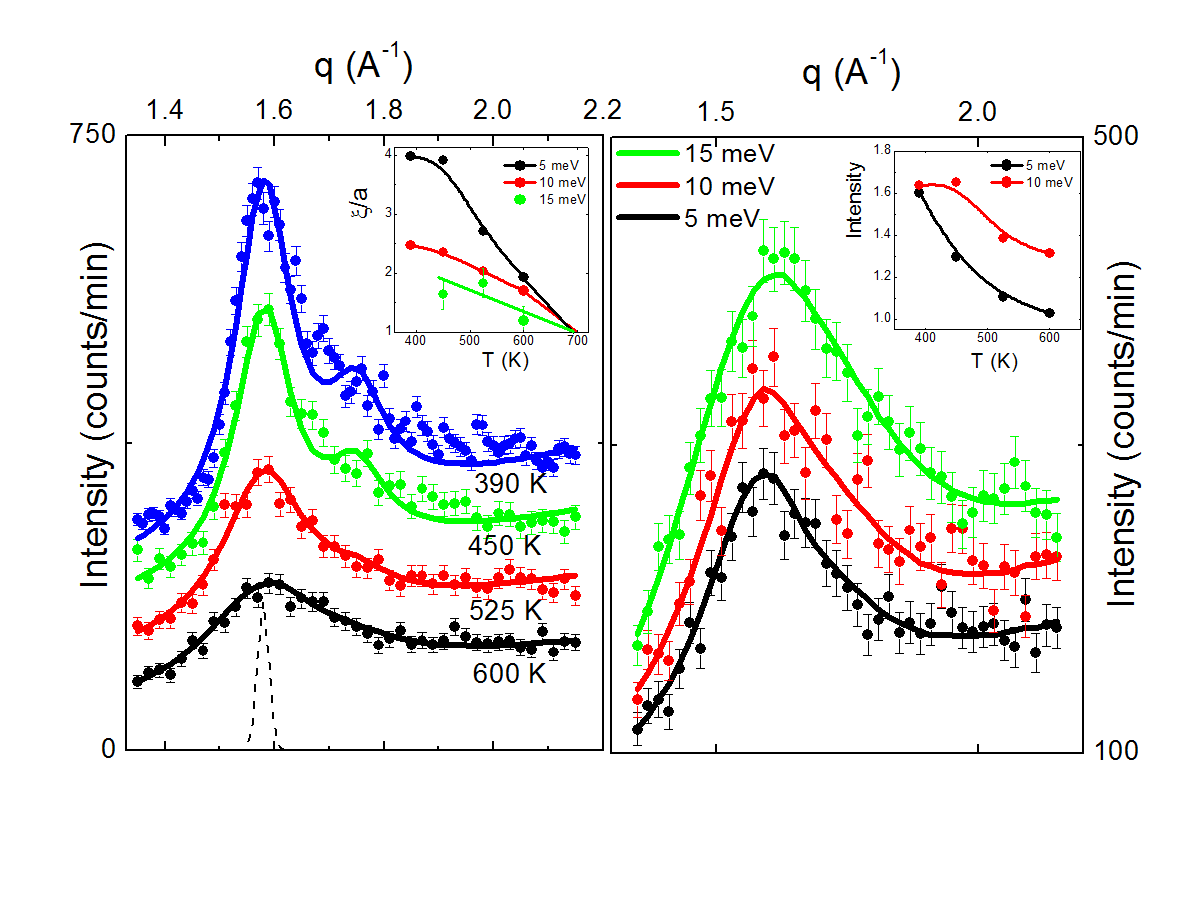 q (A⁻¹)
1.4 1.6 1.8 2.0 2.2
750
0
Intensity (counts/min)
390 K
450 K
525 K
600 K
4
3
2
1
ξ/a
5 meV
10 meV
15 meV
400 500 600 700
T (K)
q (A⁻¹)
1.5 2.0
15 meV
10 meV
5 meV
500
100
Intensity (counts/min)
1.8
1.6
1.4
1.2
1.0
Intensity
5 meV
10 meV
400 500 600
T (K)